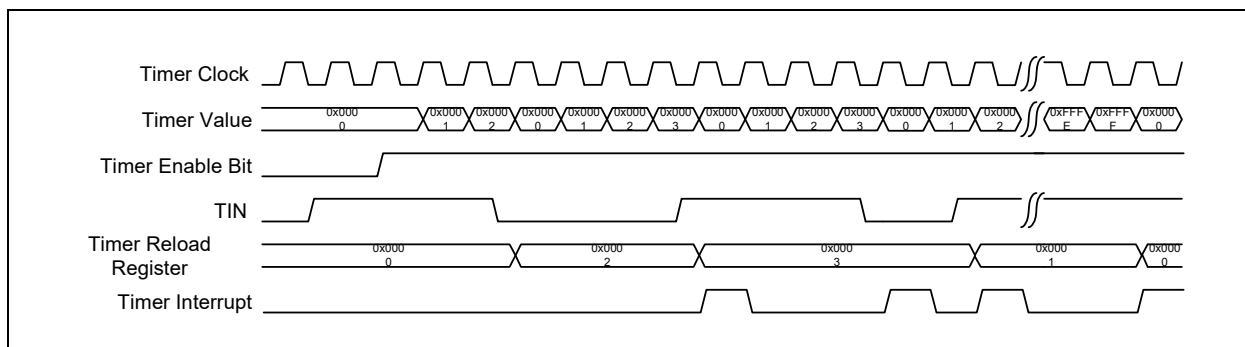 Timer Clock
Timer Value
0x000 0x000 0x000 0x000 0x000 0x000 0x000 0x000 0x000 0x000 0x000 0x000 0x000 0x000 0xFFF 0xFFF 0x000
0 1 2 0 1 2 3 0 1 2 3 0 1 2 E F 0
Timer Enable Bit
TIN
Timer Reload
Register
0x000 0x000 0x000 0x000 0x000
0 2 3 1 0
Timer Interrupt